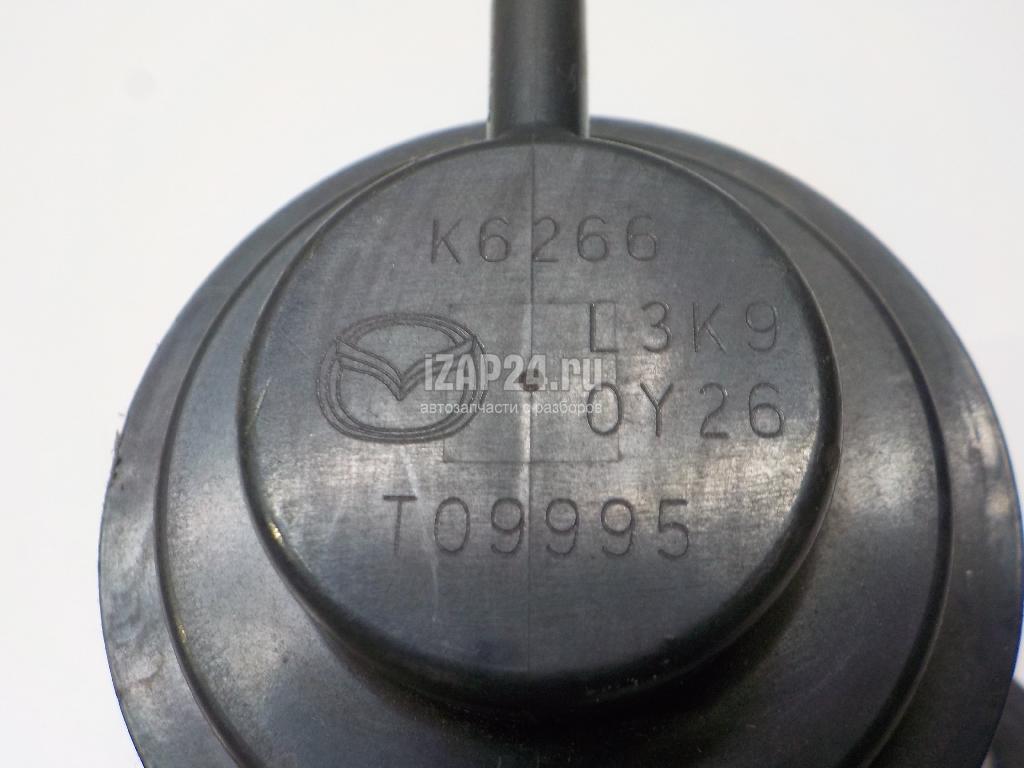 K6266
L3K9
iZAP24.ru
0Y26
автозапчасти с разборов
T09995